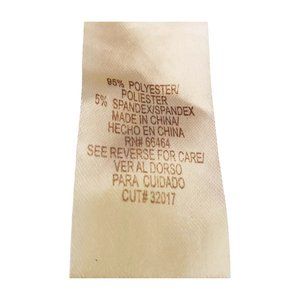 95% POLYESTER/
POLIESTER
5% SPANDEX/SPANDEX
MADE IN CHINA/
HECHO EN CHINA
RN# 66464
SEE REVERSE FOR CARE/
VER AL DORSO
PARA CUIDADO
CUT# 32017